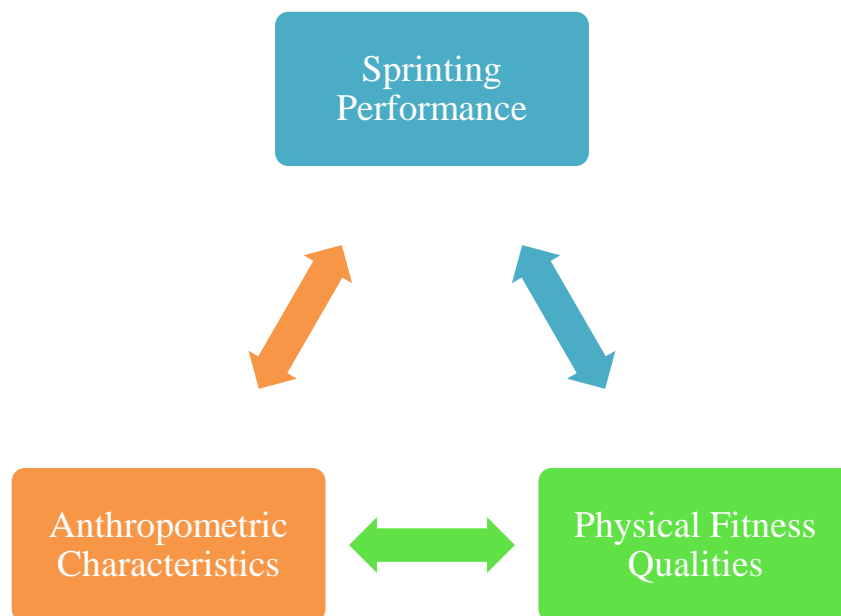 Sprinting
Performance
Anthropometric
Characteristics
Physical Fitness
Qualities